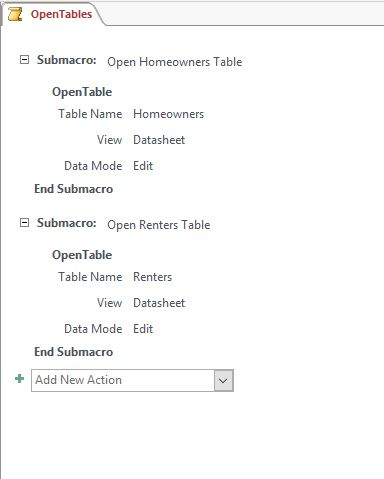 OpenTables
Submacro: Open Homeowners Table
OpenTable
Table Name Homeowners
View Datasheet
Data Mode Edit
End Submacro
Submacro: Open Renters Table
OpenTable
Table Name Renters
View Datasheet
Data Mode Edit
End Submacro
Add New Action